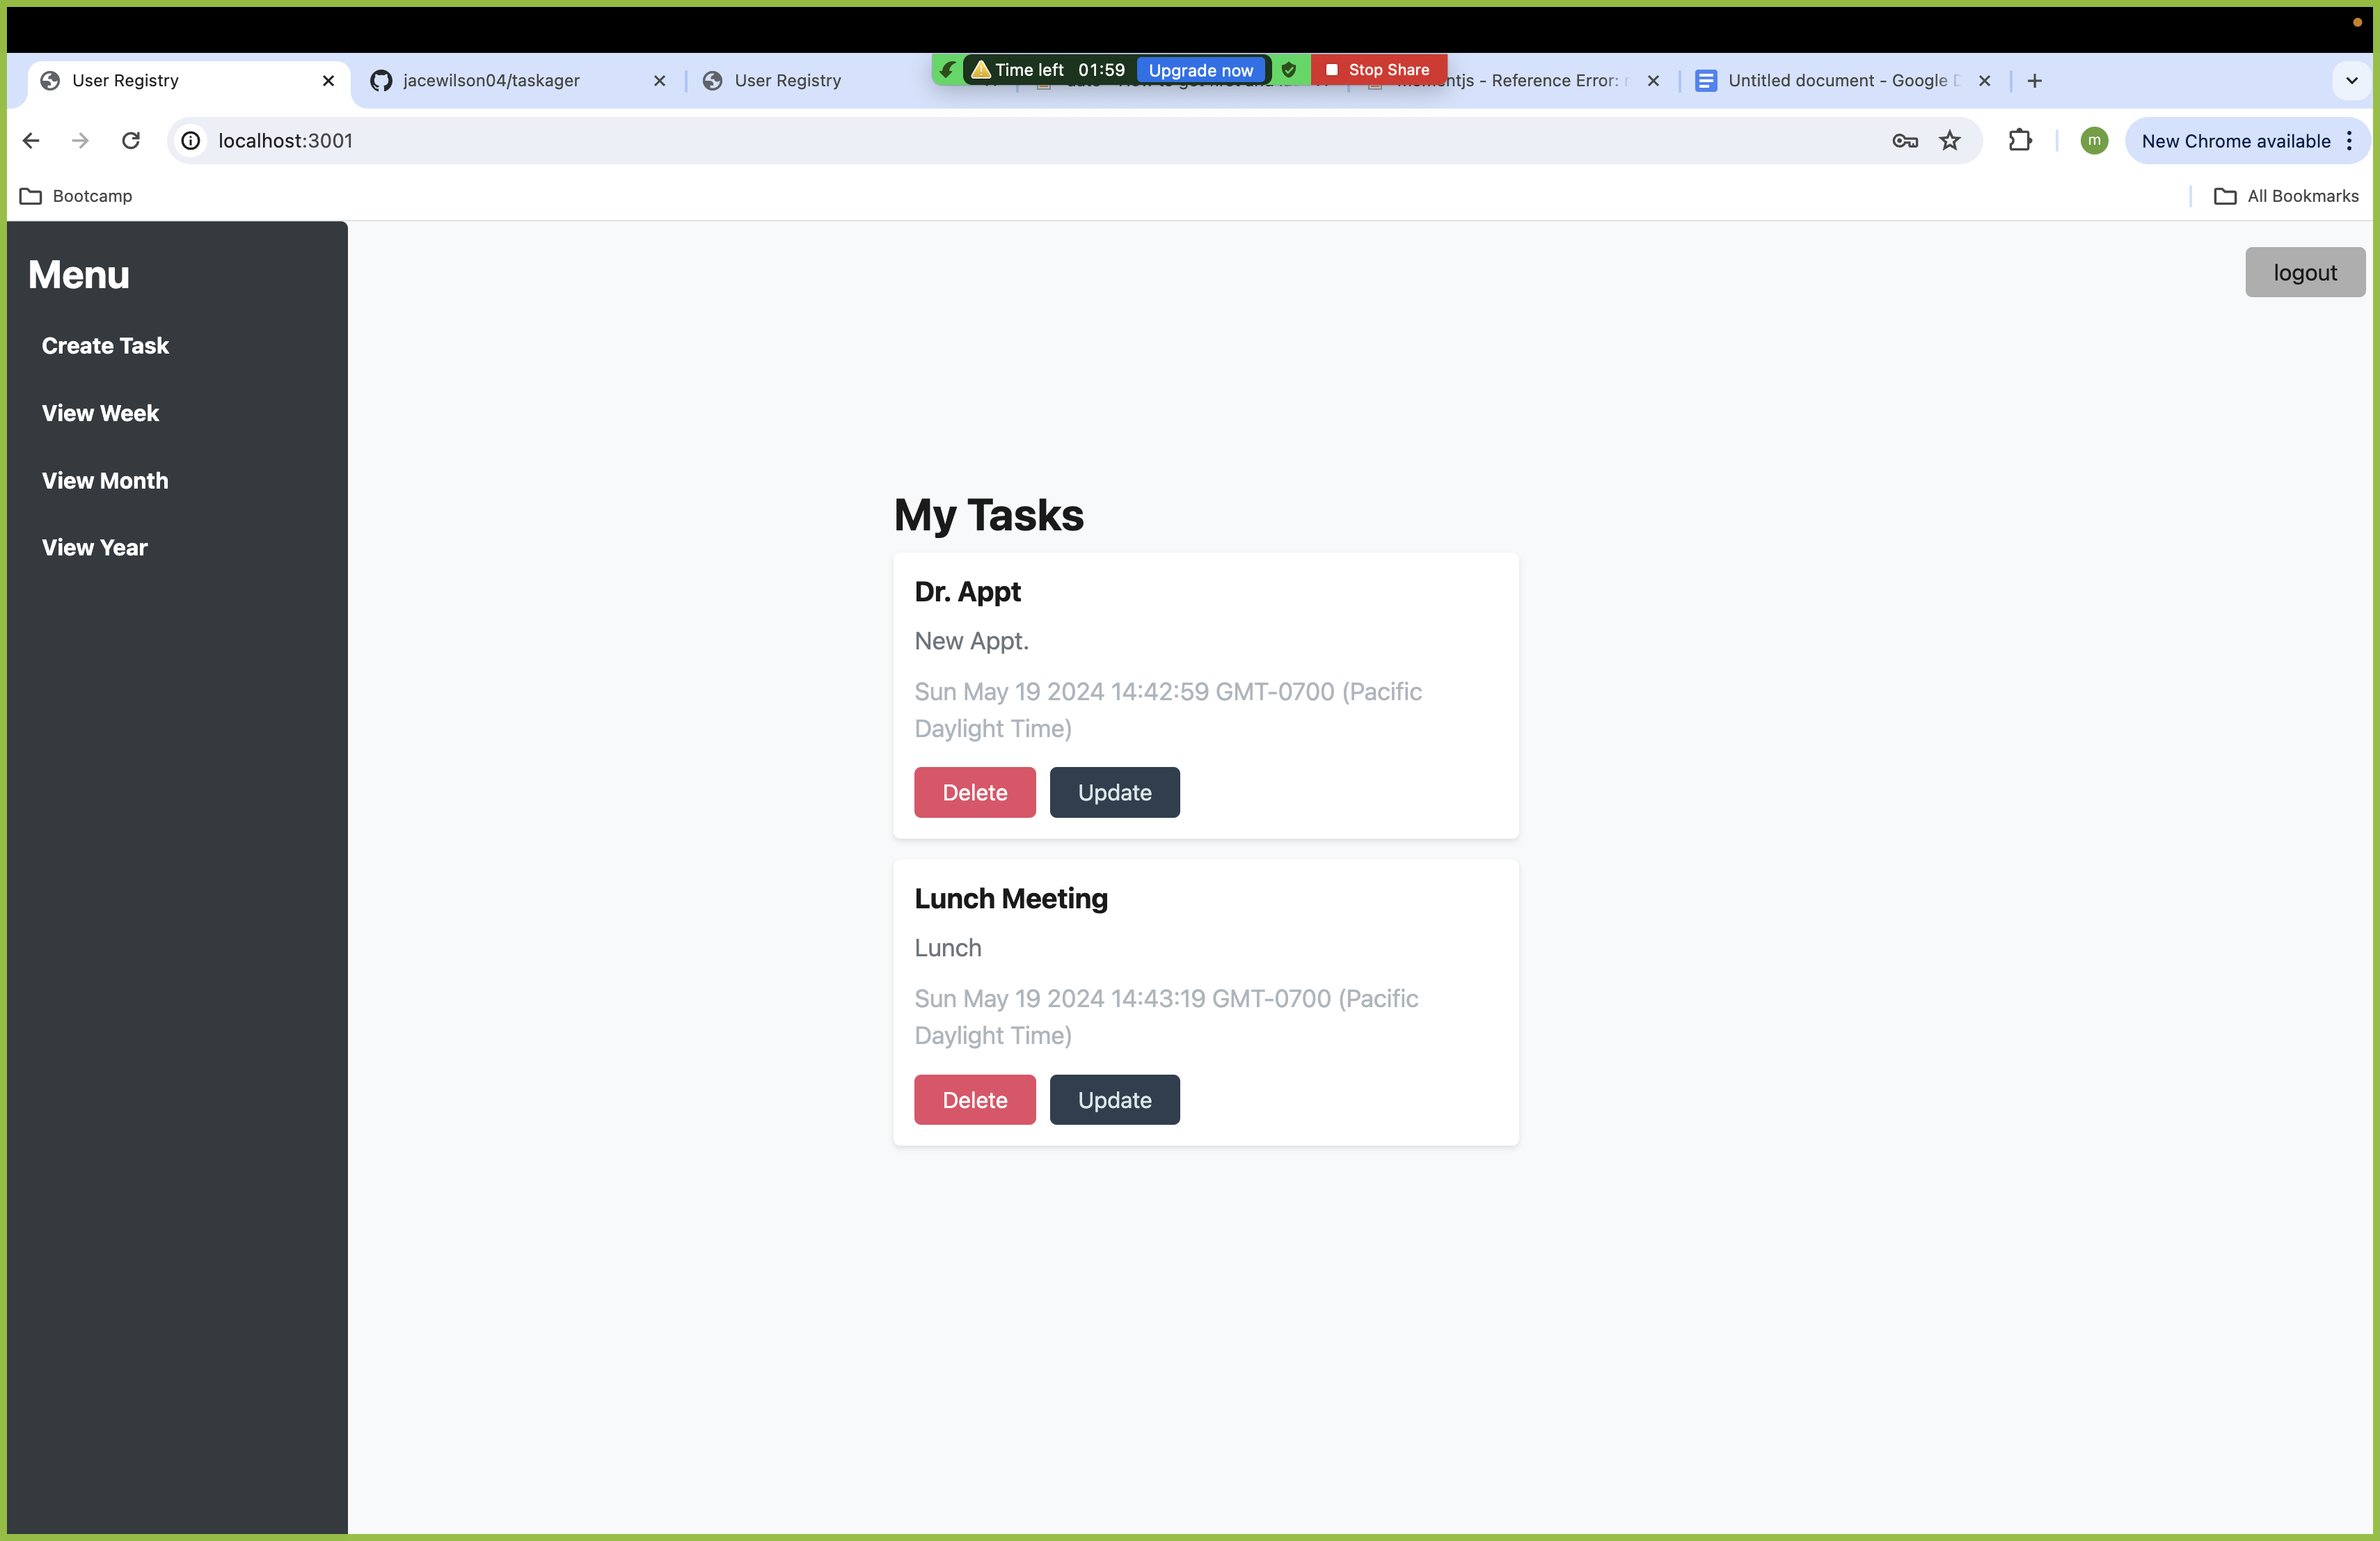 User Registry
jacewilson04/taskager
User Registry
Time left 01:59 Upgrade now
Stop Share
ntjs - Reference Error:
Untitled document - Google
localhost:3001
m
New Chrome available
Bootcamp
All Bookmarks
Menu
Create Task
View Week
View Month
View Year
logout
My Tasks
Dr. Appt
New Appt.
Sun May 19 2024 14:42:59 GMT-0700 (Pacific
Daylight Time)
Delete Update
Lunch Meeting
Lunch
Sun May 19 2024 14:43:19 GMT-0700 (Pacific
Daylight Time)
Delete Update